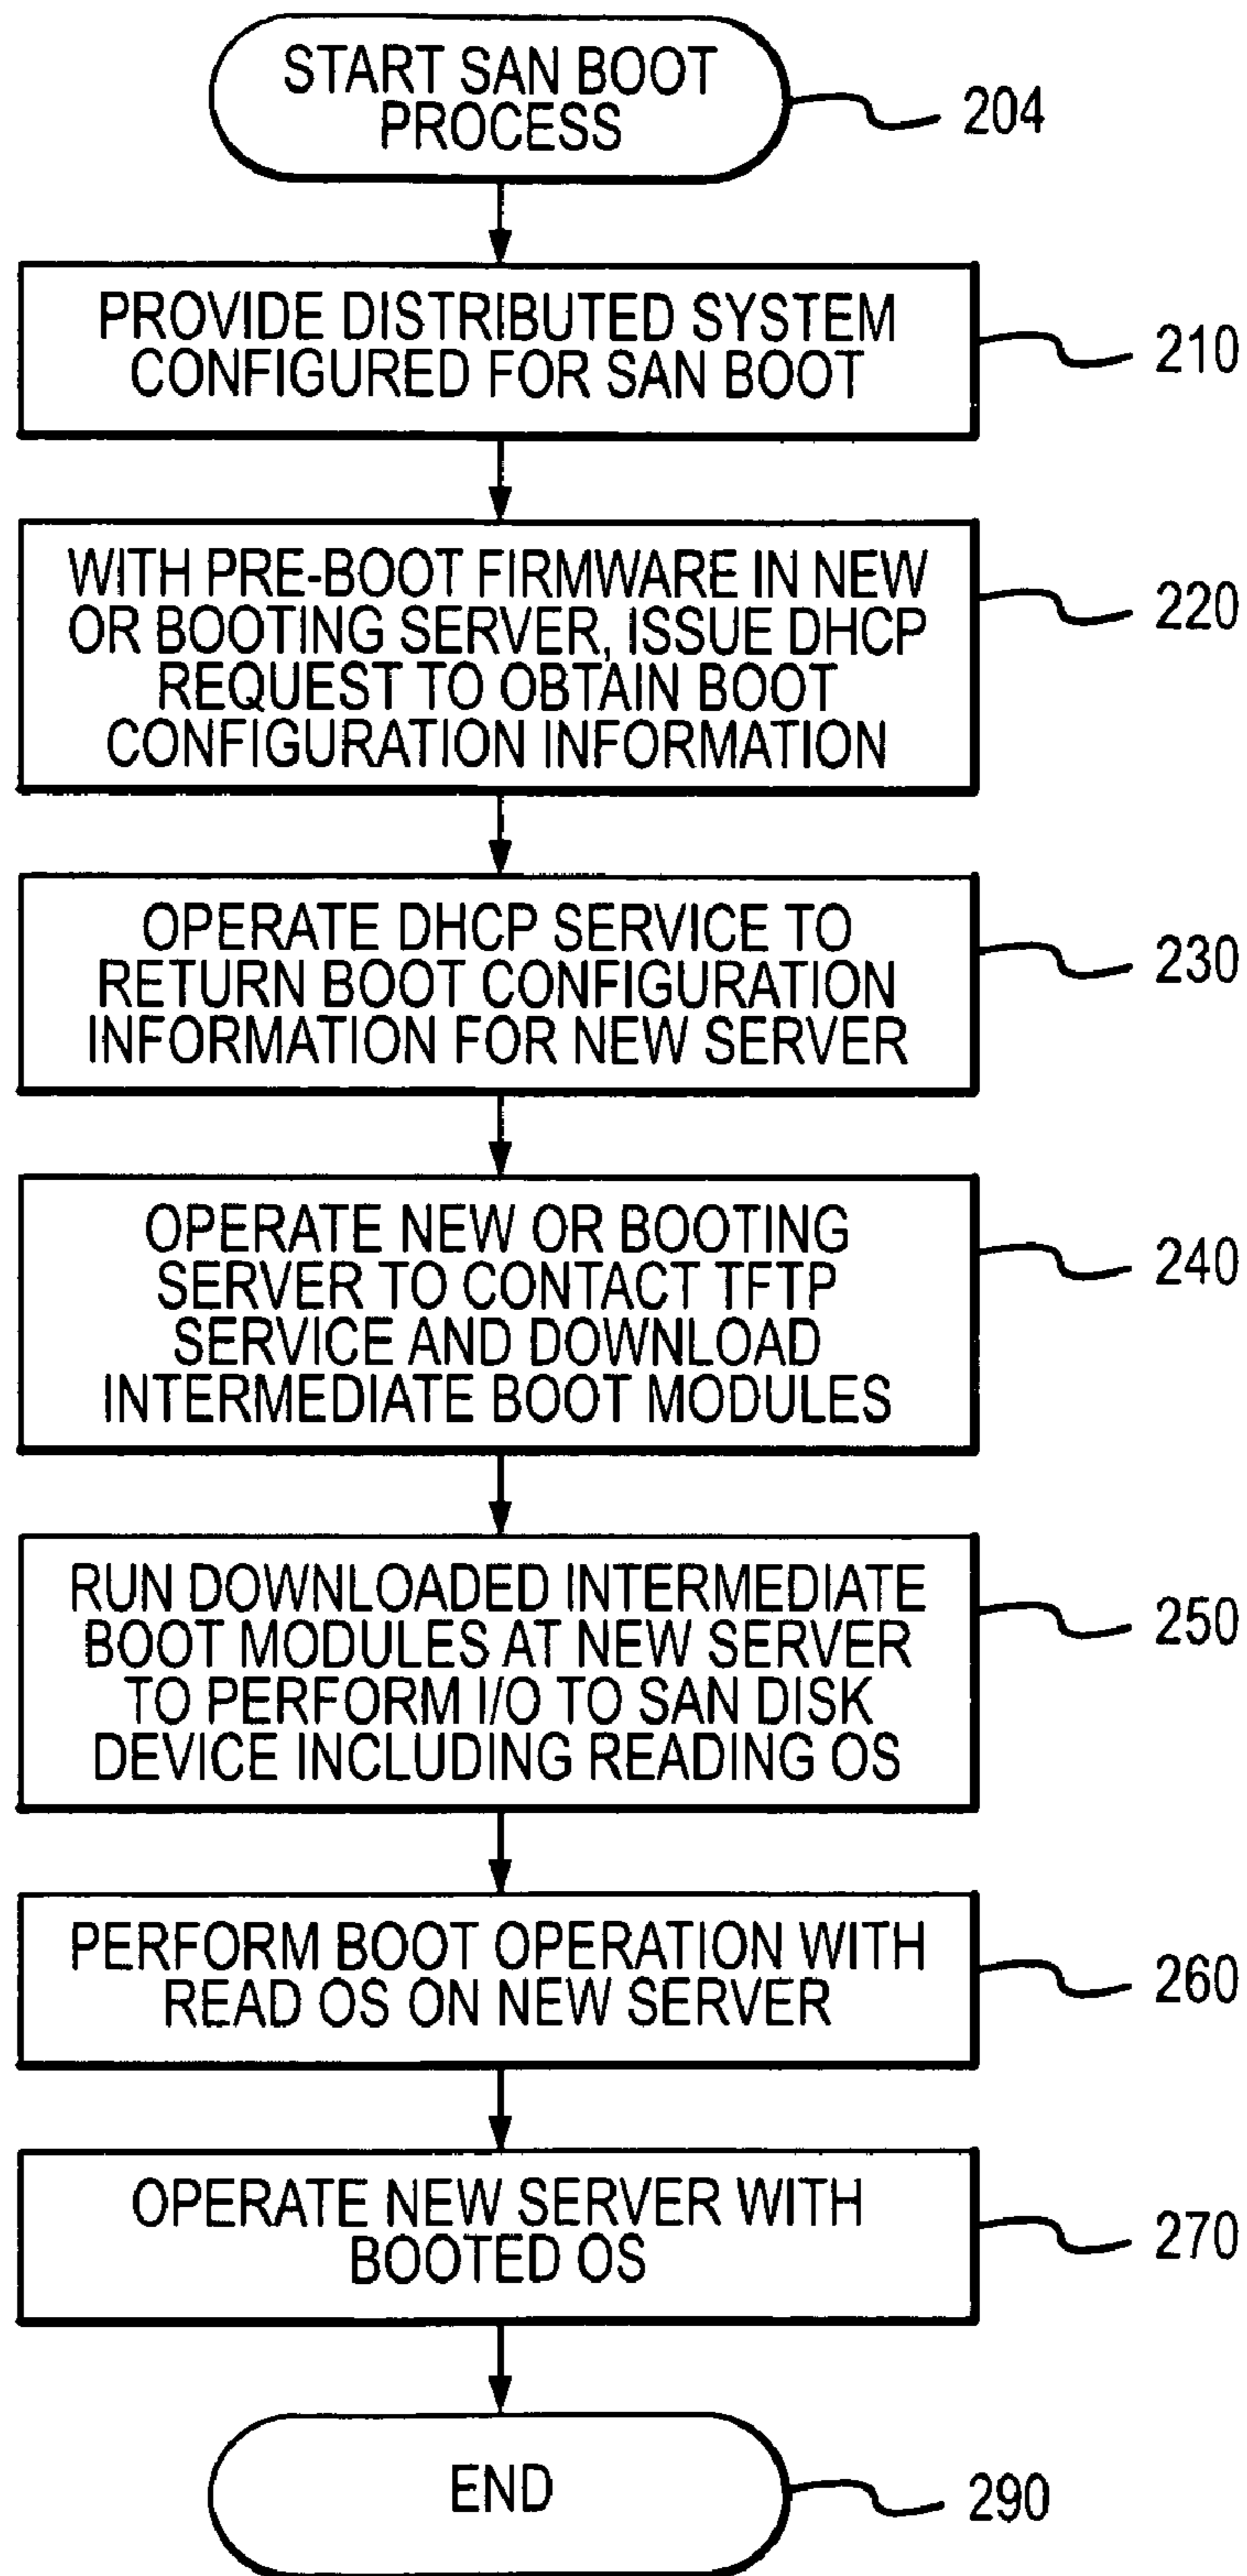 START SAN BOOT
PROCESS
204
PROVIDE DISTRIBUTED SYSTEM
CONFIGURED FOR SAN BOOT
210
WITH PRE-BOOT FIRMWARE IN NEW
OR BOOTING SERVER, ISSUE DHCP
REQUEST TO OBTAIN BOOT
CONFIGURATION INFORMATION
220
OPERATE DHCP SERVICE TO
RETURN BOOT CONFIGURATION
INFORMATION FOR NEW SERVER
230
OPERATE NEW OR BOOTING
SERVER TO CONTACT TFTP
SERVICE AND DOWNLOAD
INTERMEDIATE BOOT MODULES
240
RUN DOWNLOADED INTERMEDIATE
BOOT MODULES AT NEW SERVER
TO PERFORM I/O TO SAN DISK
DEVICE INCLUDING READING OS
250
PERFORM BOOT OPERATION WITH
READ OS ON NEW SERVER
260
OPERATE NEW SERVER WITH
BOOTED OS
270
END
290